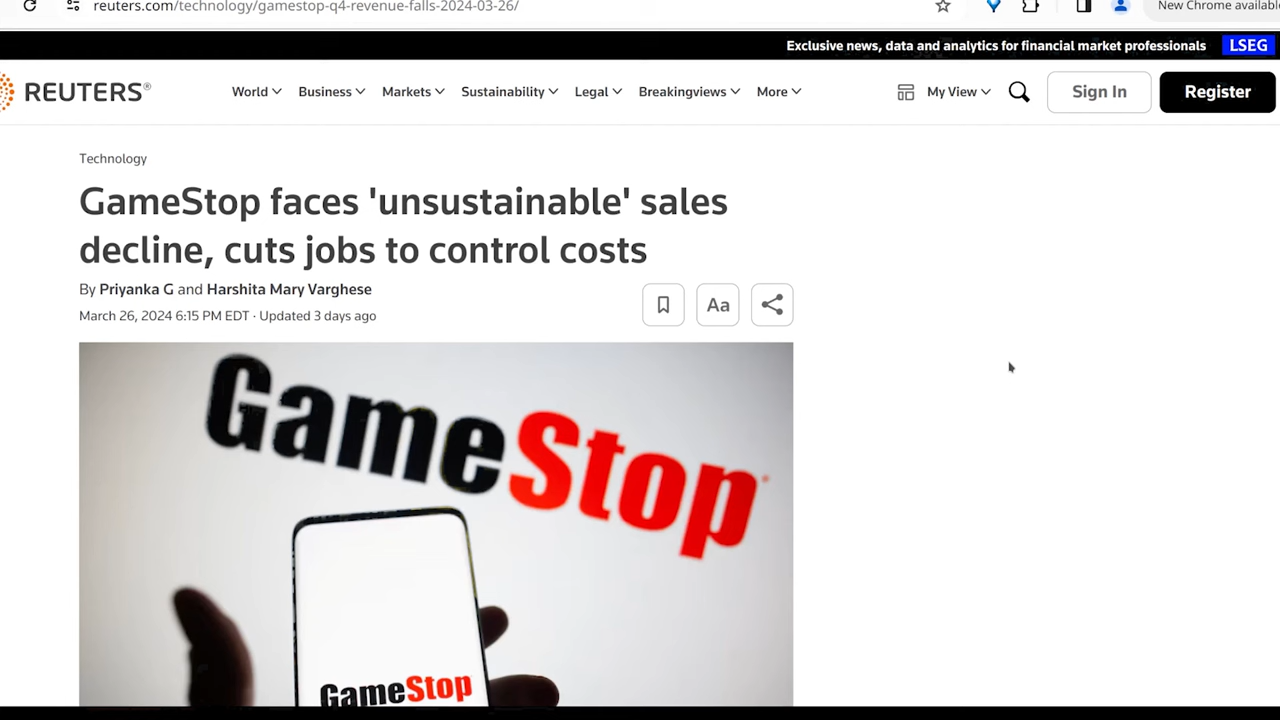 reuters.com/technology/gamestop-q4-revenue-falls-2024-03-26/
New Chrome available
Exclusive news, data and analytics for financial market professionals LSEG
REUTERS®
World Business Markets Sustainability Legal Breakingviews More My View Sign In Register
Technology
GameStop faces 'unsustainable' sales
decline, cuts jobs to control costs
By Priyanka G and Harshita Mary Varghese
March 26, 2024 6:15 PM EDT · Updated 3 days ago
Aa
GameStop
GameStop